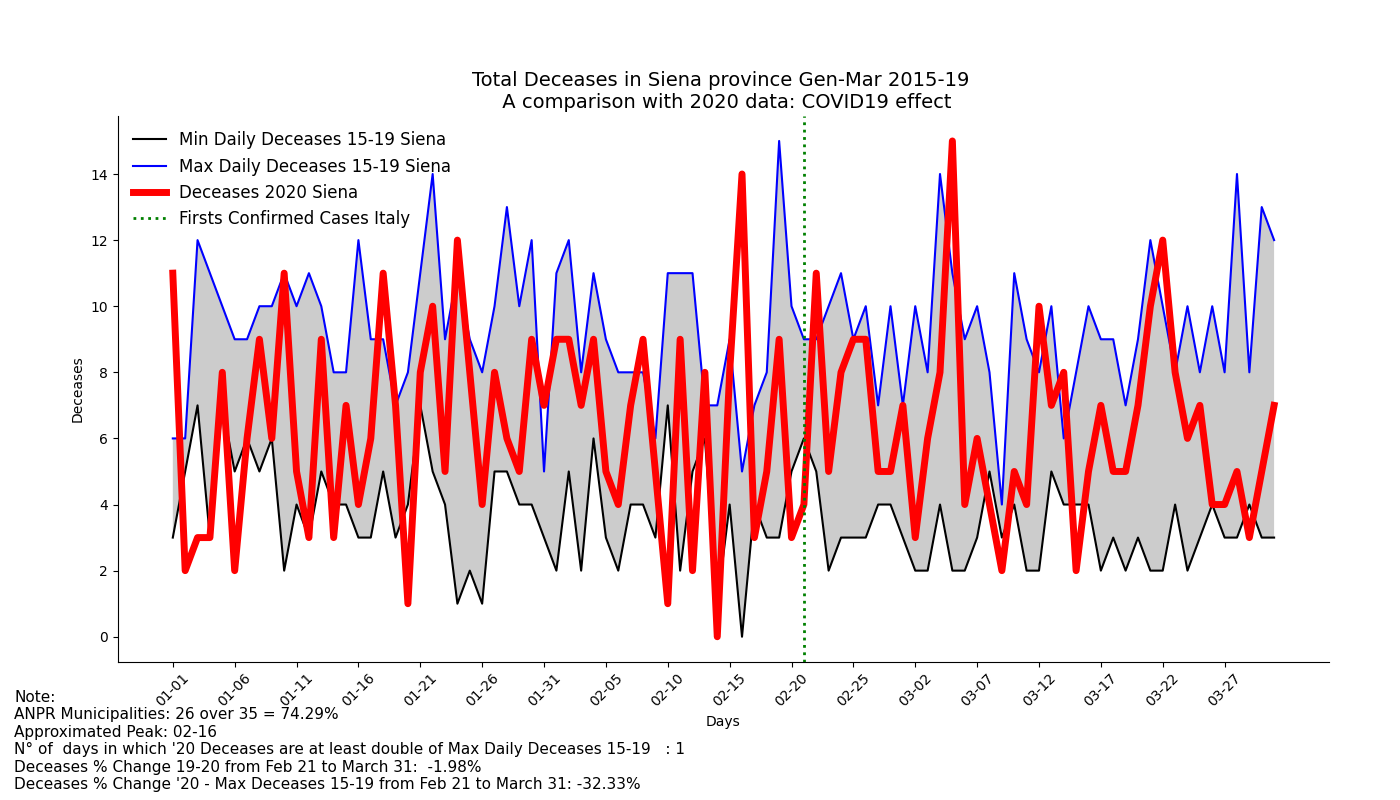 Total Deceases in Siena province Gen-Mar 2015-19
A comparison with 2020 data: COVID19 effect
Min Daily Deceases 15-19 Siena
Max Daily Deceases 15-19 Siena
Deceases 2020 Siena
Firsts Confirmed Cases Italy
Deceases
14
12
10
8
6
4
2
0
01-01
01-06
01-11
01-16
01-21
01-26
01-31
02-05
02-10
02-15
02-20
02-25
03-02
03-07
03-12
03-17
03-22
03-27
Days
Note:
ANPR Municipalities: 26 over 35 = 74.29%
Approximated Peak: 02-16
N° of  days in which '20 Deceases are at least double of Max Daily Deceases 15-19   : 1
Deceases % Change 19-20 from Feb 21 to March 31:  -1.98%
Deceases % Change '20 - Max Deceases 15-19 from Feb 21 to March 31: -32.33%